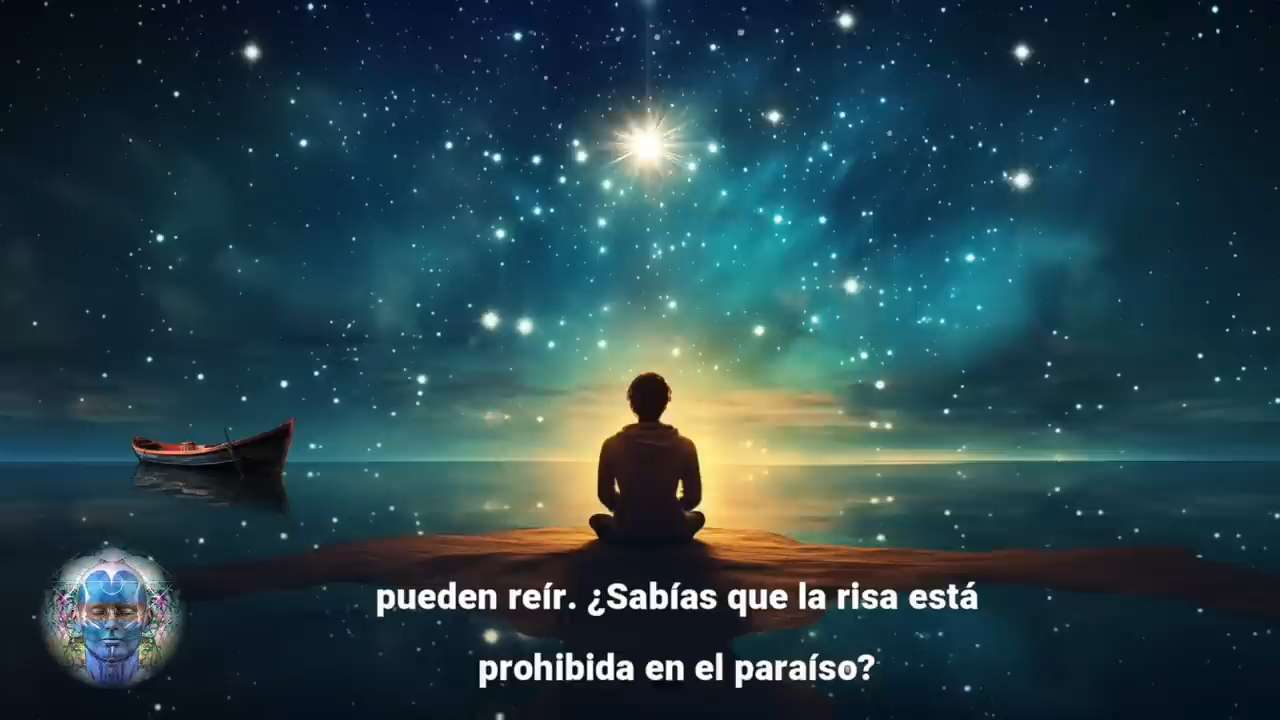 pueden reír. ¿Sabías que la risa está
prohibida en el paraíso?